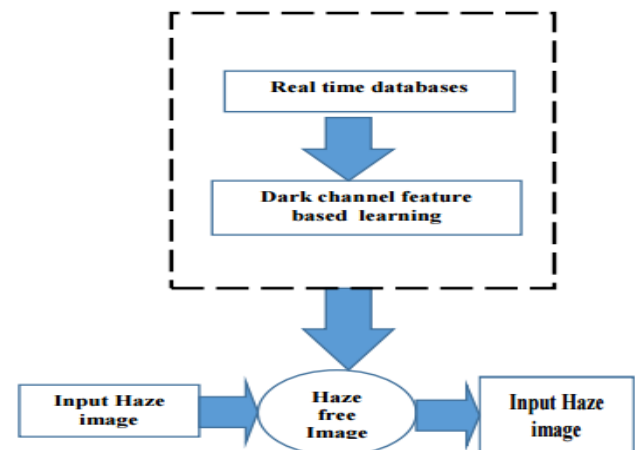 Real time databases
Dark channel feature
based learning
Input Haze
image
Haze
free
Image
Input Haze
image